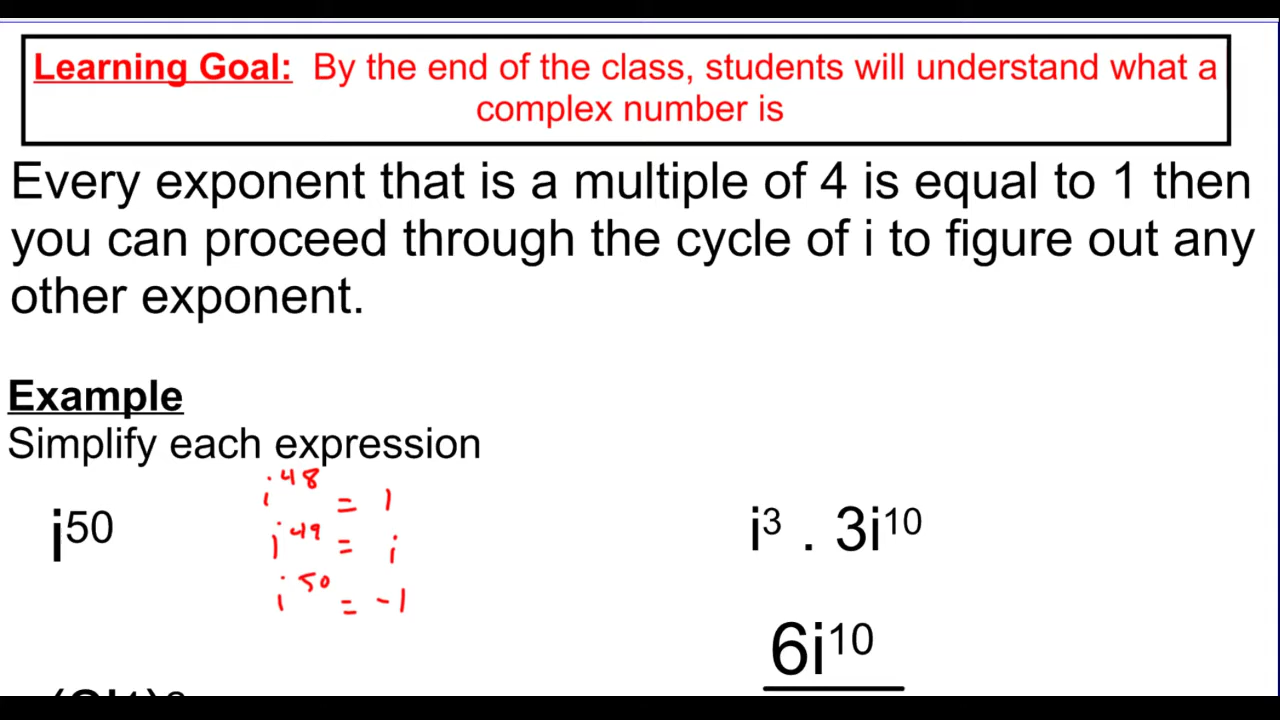 Learning Goal: By the end of the class, students will understand what a
complex number is
Every exponent that is a multiple of 4 is equal to 1 then
you can proceed through the cycle of i to figure out any
other exponent.
Example
Simplify each expression
i⁵⁰
i⁴⁸ = 1
i⁴⁹ = i
i⁵⁰ = -1
i³ . 3i¹⁰
6i¹⁰